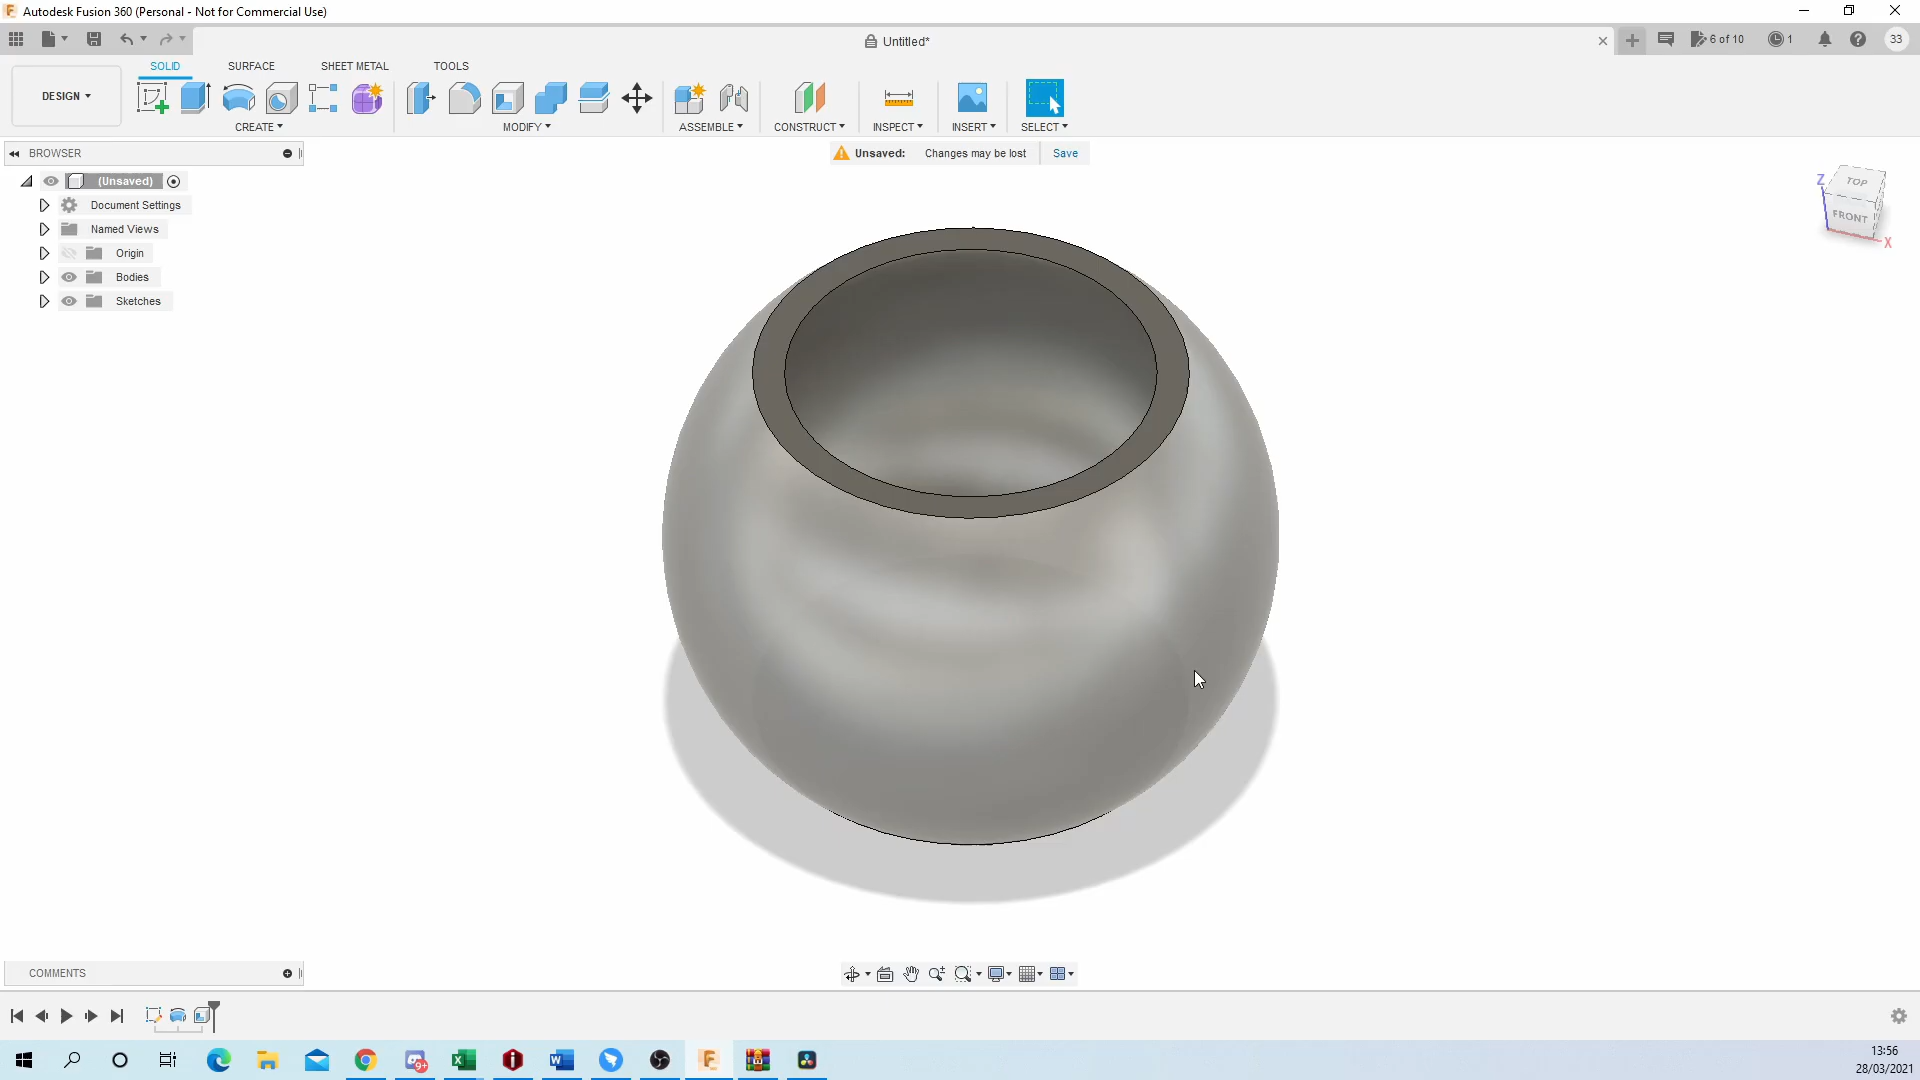 Autodesk Fusion 360 (Personal - Not for Commercial Use)
Untitled*
6 of 10
1
33
DESIGN
SOLID
SURFACE
SHEET METAL
TOOLS
CREATE
MODIFY
ASSEMBLE
CONSTRUCT
INSPECT
INSERT
SELECT
BROWSER
Unsaved: Changes may be lost Save
(Unsaved)
Document Settings
Named Views
Origin
Bodies
Sketches
Z
TOP
FRONT
X
COMMENTS
9+
13:56
28/03/2021